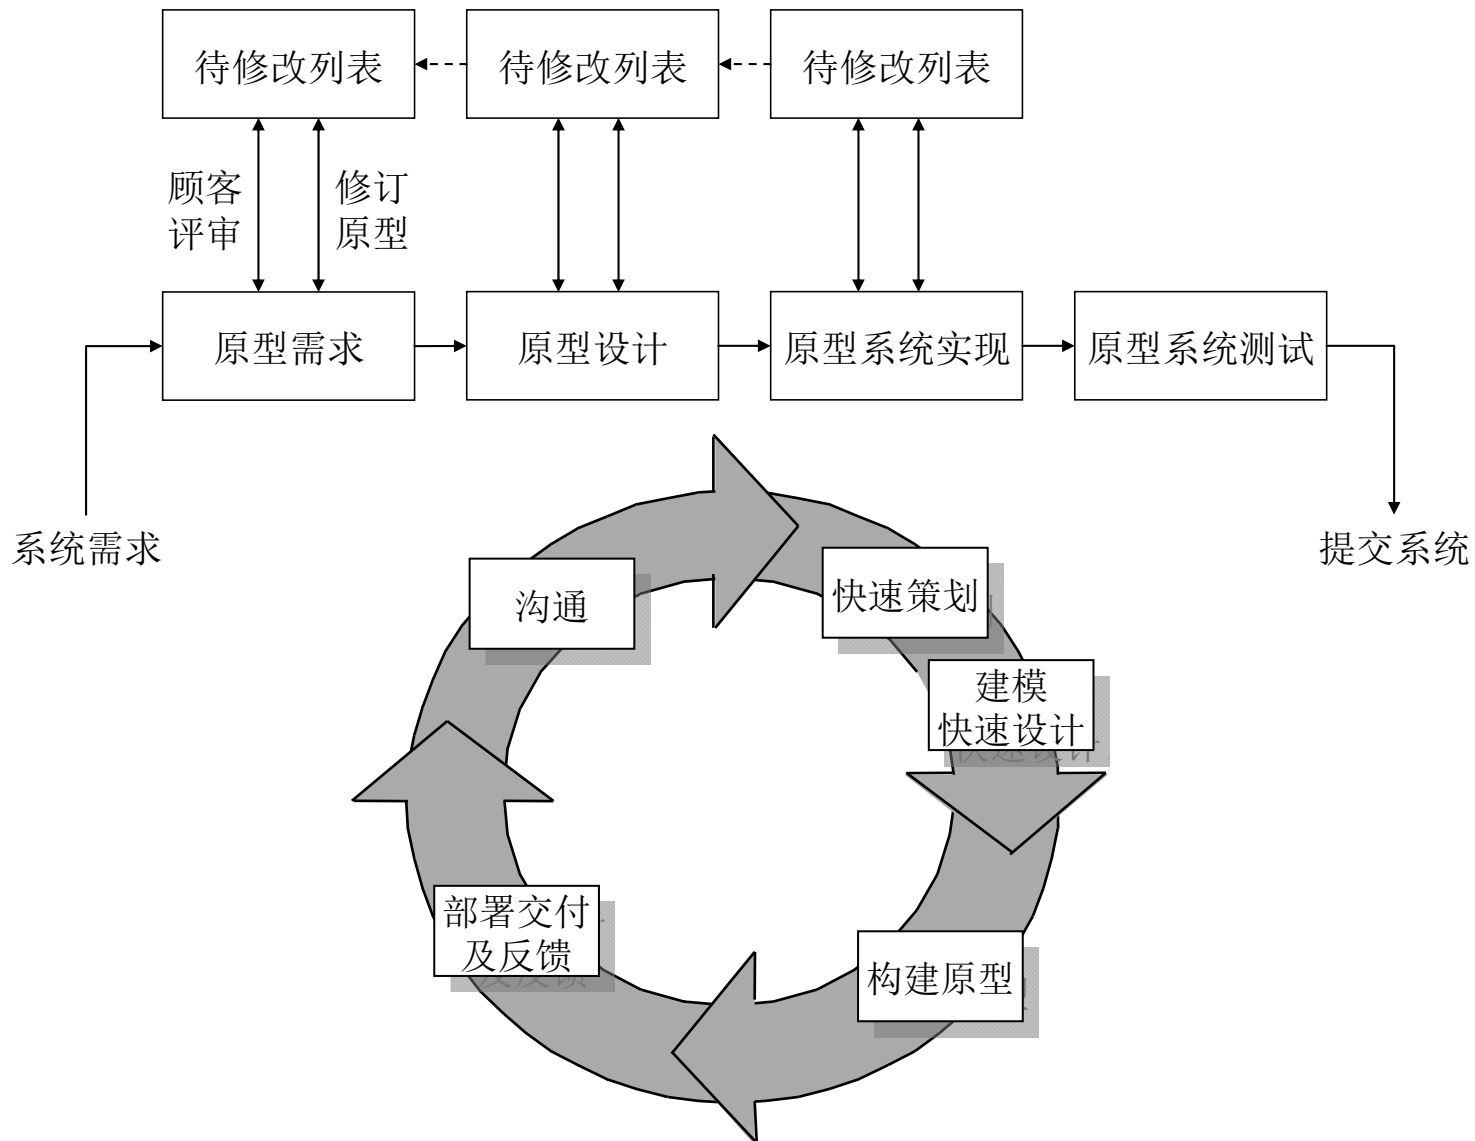 待修改列表
待修改列表
待修改列表
顾客
评审
修订
原型
原型需求
原型设计
原型系统实现
原型系统测试
系统需求
提交系统
沟通
快速策划
建模
快速设计
部署交付
及反馈
构建原型